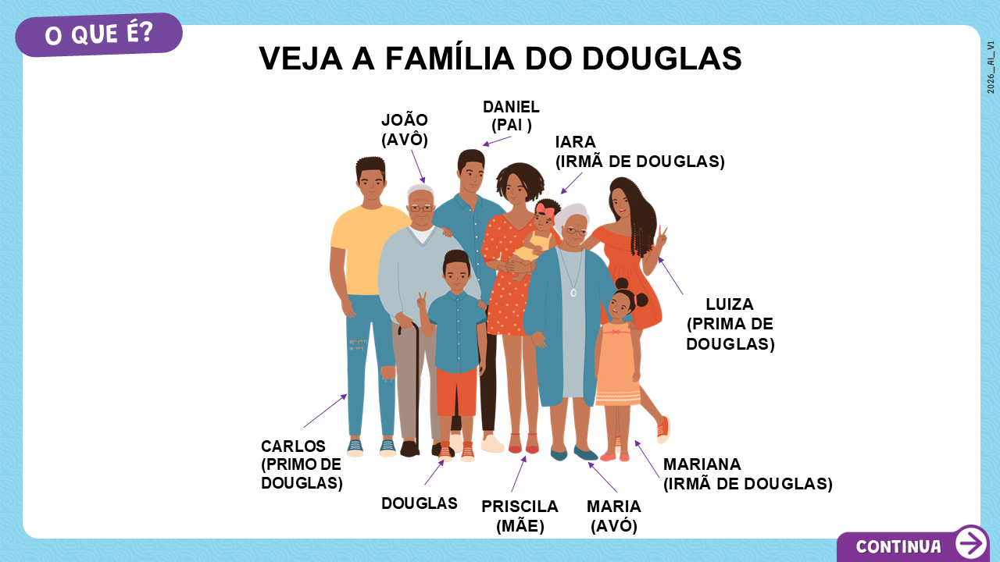 O QUE É?
VEJA A FAMÍLIA DO DOUGLAS
2026_AI_V1
DANIEL
(PAI )
JOÃO
(AVÔ)
IARA
(IRMÃ DE DOUGLAS)
LUIZA
(PRIMA DE
DOUGLAS)
CARLOS
(PRIMO DE
DOUGLAS)
DOUGLAS
PRISCILA
(MÃE)
MARIA
(AVÓ)
MARIANA
(IRMÃ DE DOUGLAS)
CONTINUA